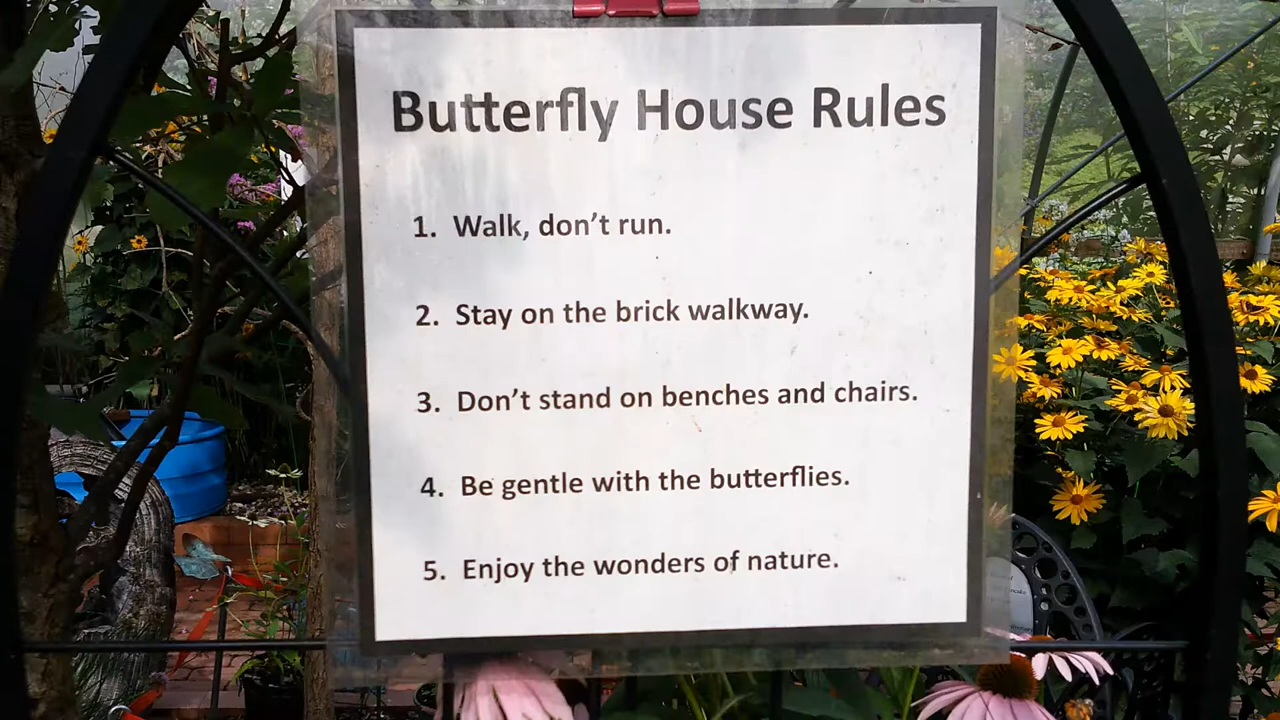 Butterfly House Rules
1. Walk, don't run.
2. Stay on the brick walkway.
3. Don't stand on benches and chairs.
4. Be gentle with the butterflies.
5. Enjoy the wonders of nature.